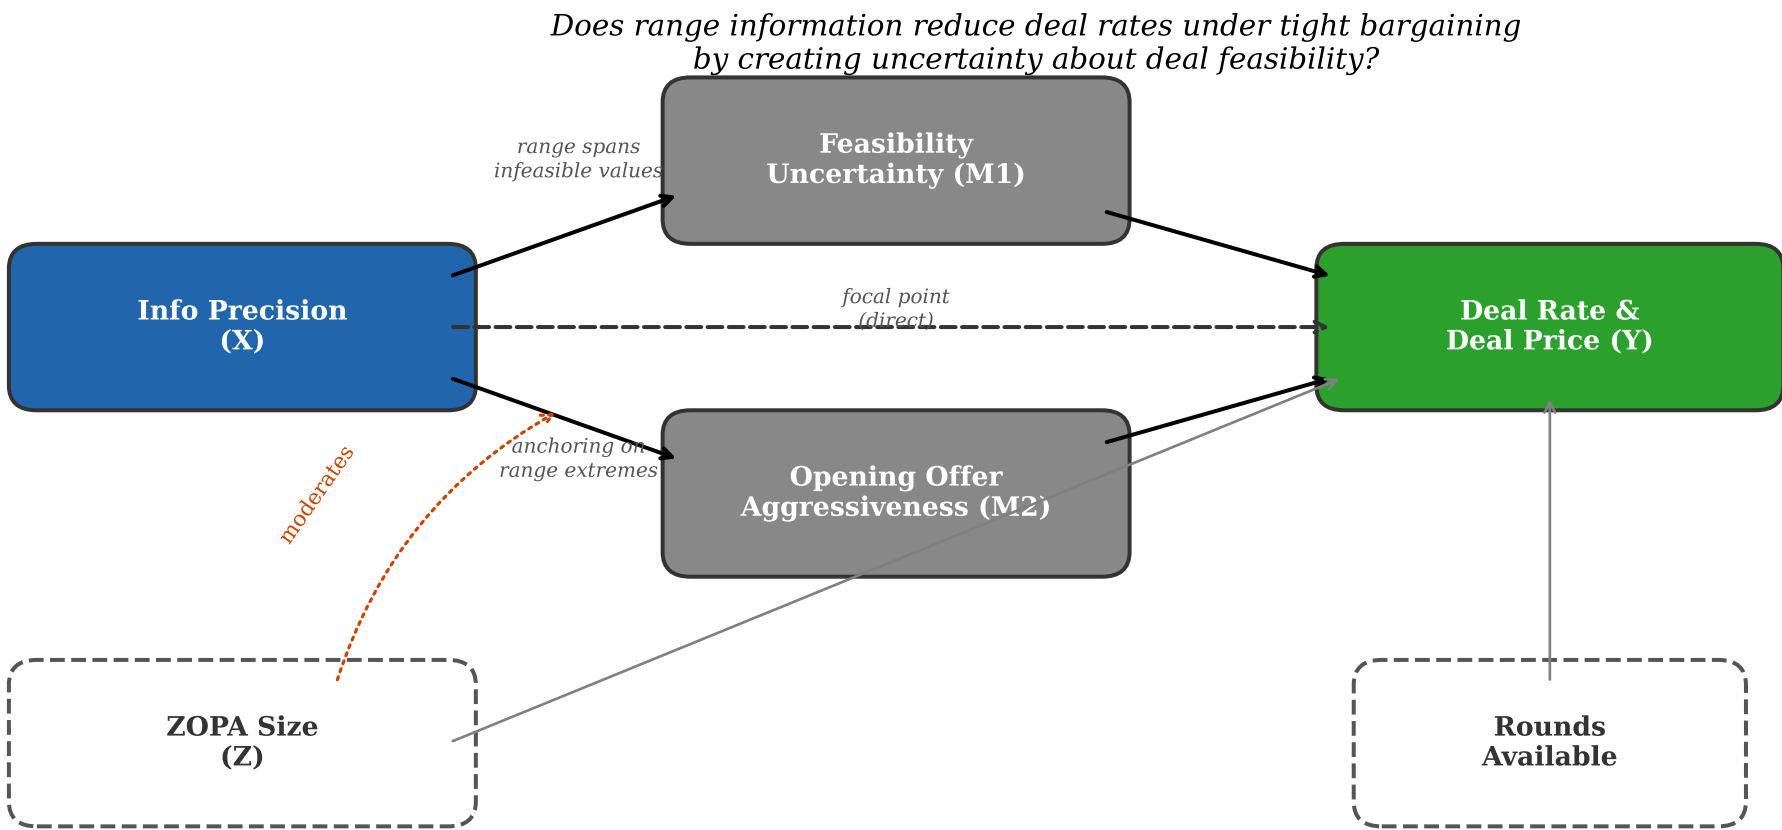 Does range information reduce deal rates under tight bargaining
by creating uncertainty about deal feasibility?
range spans
infeasible values
Feasibility
Uncertainty (M1)
Info Precision
(X)
focal point
(direct)
Deal Rate &
Deal Price (Y)
moderates
anchoring on
range extremes
Opening Offer
Aggressiveness (M2)
ZOPA Size
(Z)
Rounds
Available